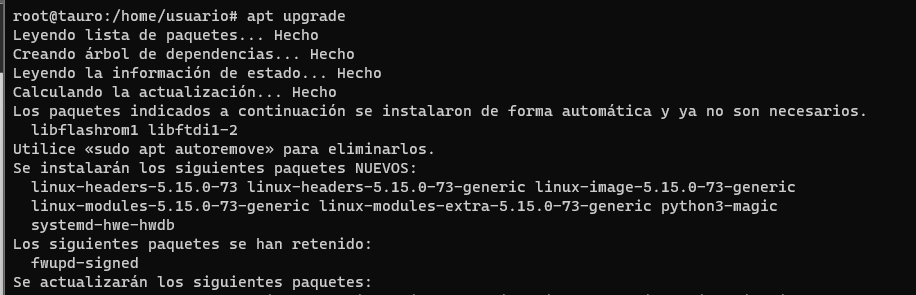 root@tauro:/home/usuario# apt upgrade
Leyendo lista de paquetes... Hecho
Creando árbol de dependencias... Hecho
Leyendo la información de estado... Hecho
Calculando la actualización... Hecho
Los paquetes indicados a continuación se instalaron de forma automática y ya no son necesarios.
  libflashrom1 libftdi1-2
Utilice «sudo apt autoremove» para eliminarlos.
Se instalarán los siguientes paquetes NUEVOS:
  linux-headers-5.15.0-73 linux-headers-5.15.0-73-generic linux-image-5.15.0-73-generic
  linux-modules-5.15.0-73-generic linux-modules-extra-5.15.0-73-generic python3-magic
  systemd-hwe-hwdb
Los siguientes paquetes se han retenido:
  fwupd-signed
Se actualizarán los siguientes paquetes: